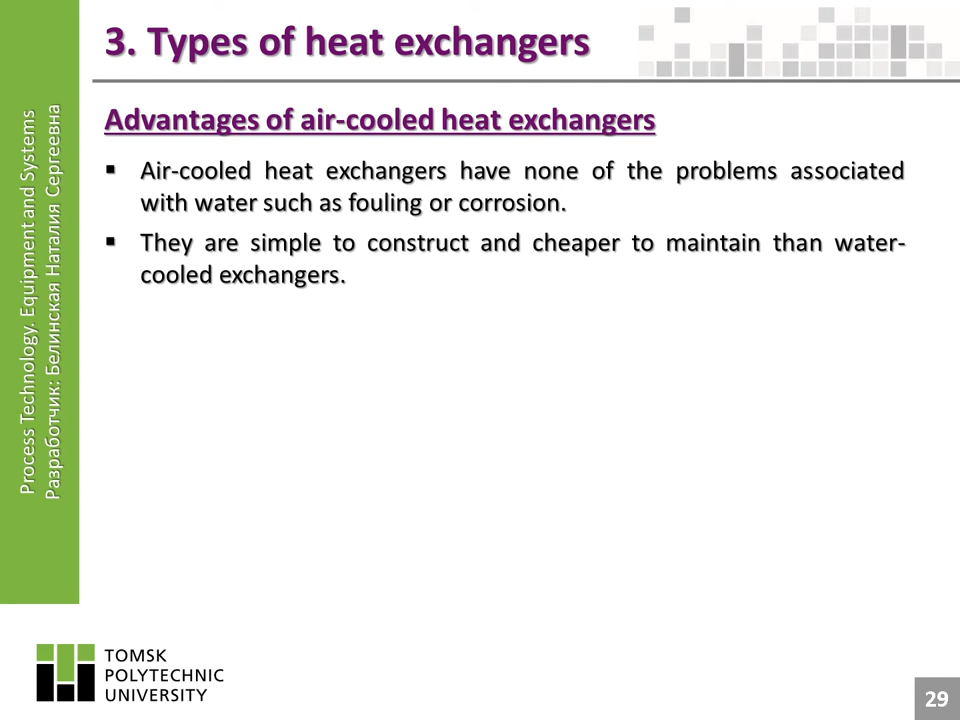 3. Types of heat exchangers
Advantages of air-cooled heat exchangers
▪ Air-cooled heat exchangers have none of the problems associated
with water such as fouling or corrosion.
▪ They are simple to construct and cheaper to maintain than water-
cooled exchangers.
Process Technology. Equipment and Systems
Разработчик: Белинская Наталия Сергеевна
TOMSK
POLYTECHNIC
UNIVERSITY
29